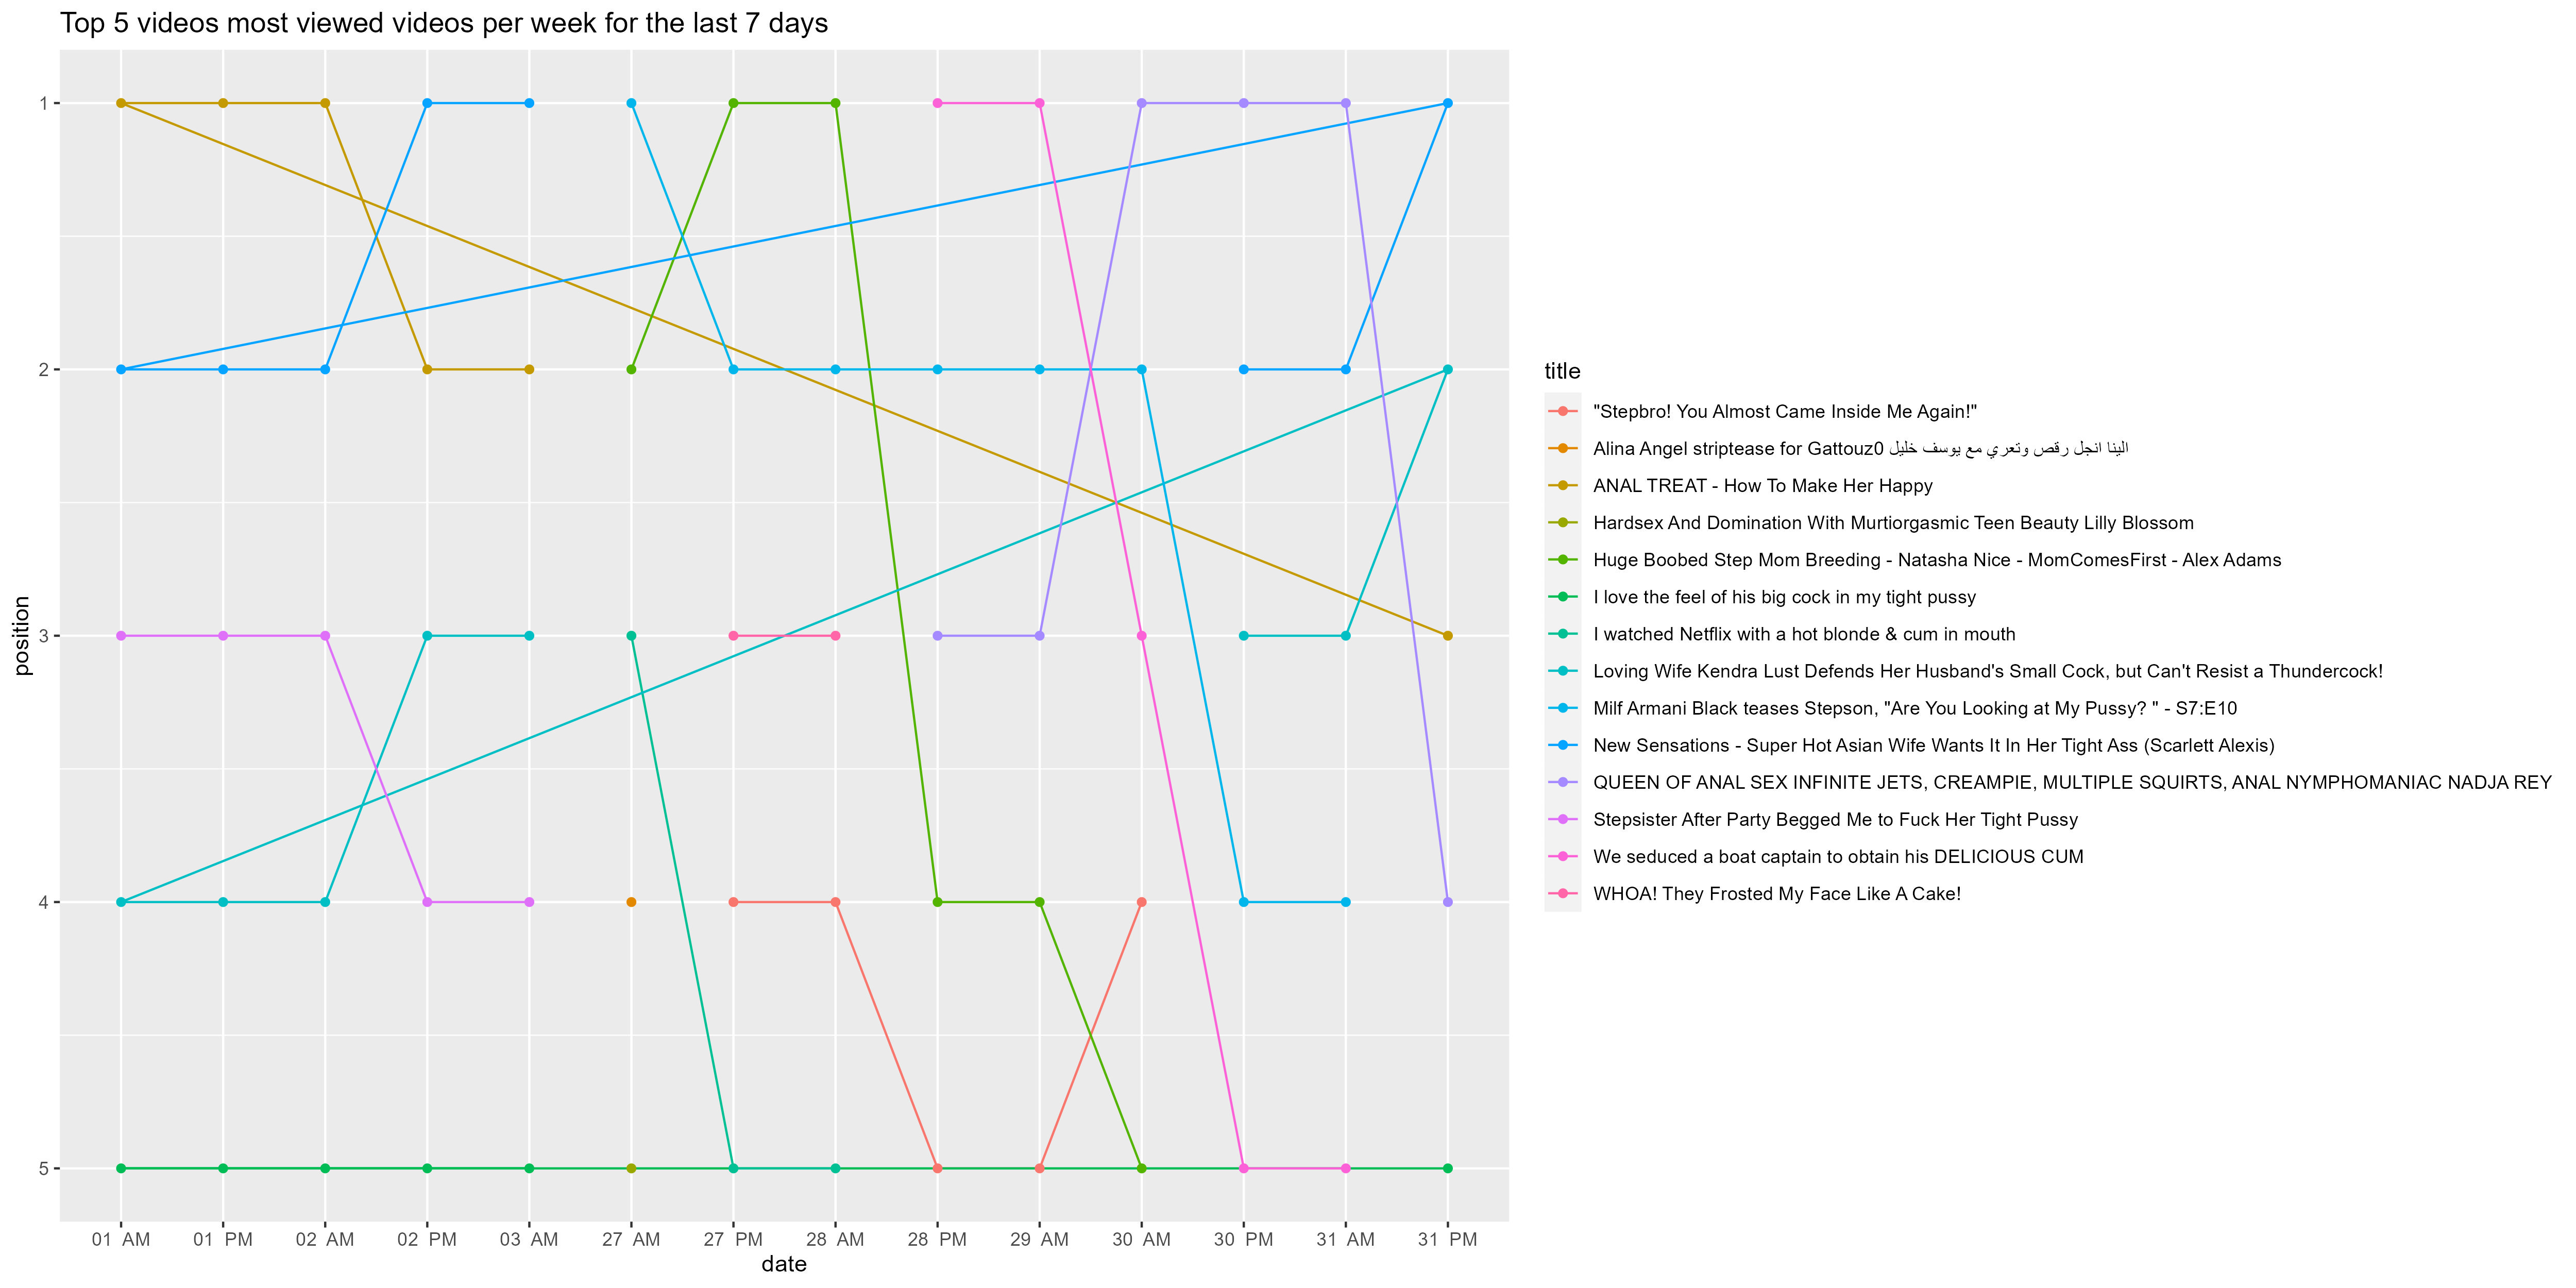 Top 5 videos most viewed videos per week for the last 7 days
position
1
2
3
4
5
01 AM
01 PM
02 AM
02 PM
03 AM
27 AM
27 PM
28 AM
28 PM
29 AM
30 AM
30 PM
31 AM
31 PM
date
title
"Stepbro! You Almost Came Inside Me Again!"
Alina Angel striptease for Gattouz0 الينا انجل رقص وتعري مع يوسف خليل
ANAL TREAT - How To Make Her Happy
Hardsex And Domination With Murtiorgasmic Teen Beauty Lilly Blossom
Huge Boobed Step Mom Breeding - Natasha Nice - MomComesFirst - Alex Adams
I love the feel of his big cock in my tight pussy
I watched Netflix with a hot blonde & cum in mouth
Loving Wife Kendra Lust Defends Her Husband's Small Cock, but Can't Resist a Thundercock!
Milf Armani Black teases Stepson, "Are You Looking at My Pussy? " - S7:E10
New Sensations - Super Hot Asian Wife Wants It In Her Tight Ass (Scarlett Alexis)
QUEEN OF ANAL SEX INFINITE JETS, CREAMPIE, MULTIPLE SQUIRTS, ANAL NYMPHOMANIAC NADJA REY
Stepsister After Party Begged Me to Fuck Her Tight Pussy
We seduced a boat captain to obtain his DELICIOUS CUM
WHOA! They Frosted My Face Like A Cake!